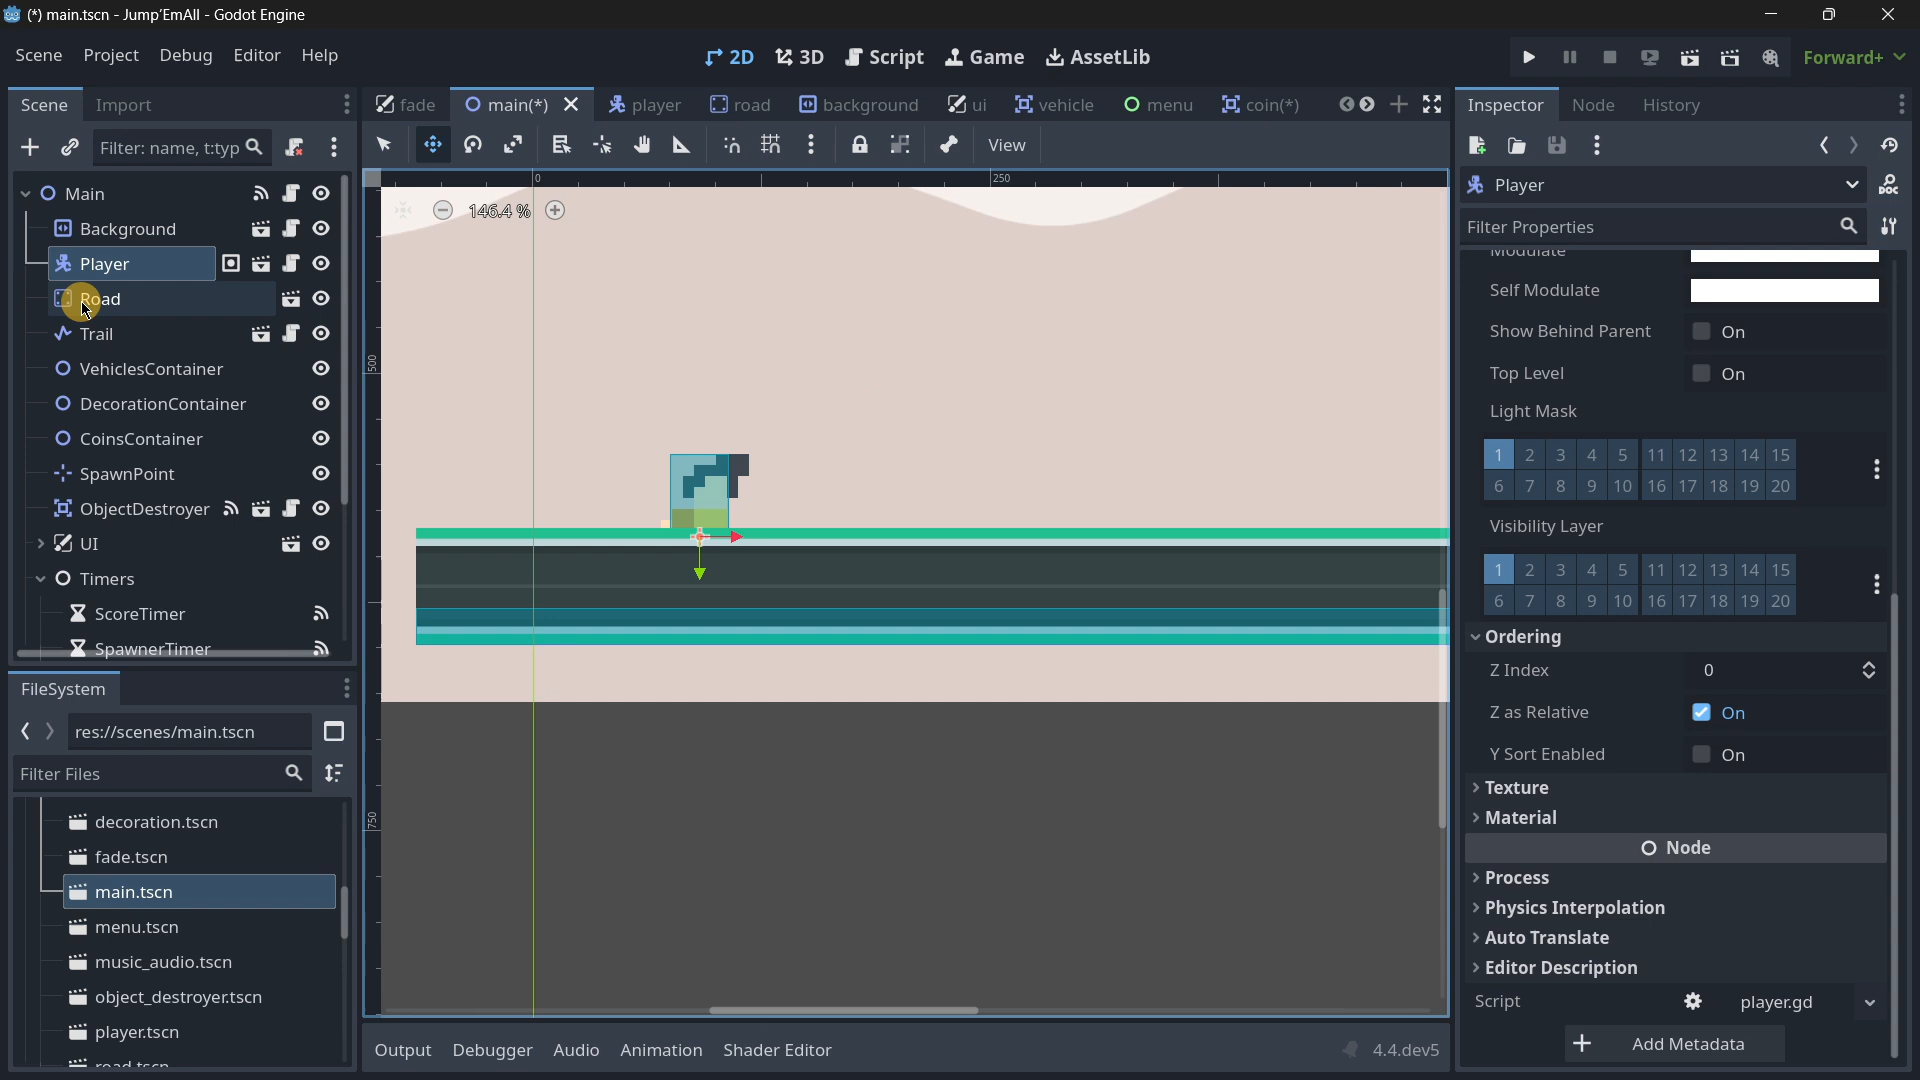 (*) main.tscn - Jump'EmAll - Godot Engine
Scene Project Debug Editor Help
2D 3D Script Game AssetLib
Forward+
Scene Import
fade main(*) player road background ui vehicle menu coin(*)
Inspector Node History
Filter: name, t:typ
View
Main
Background
Player
Road
Trail
VehiclesContainer
DecorationContainer
CoinsContainer
SpawnPoint
ObjectDestroyer
UI
Timers
ScoreTimer
SpawnerTimer
FileSystem
res://scenes/main.tscn
Filter Files
decoration.tscn
fade.tscn
main.tscn
menu.tscn
music_audio.tscn
object_destroyer.tscn
player.tscn
road.tscn
0 250
146.4 %
500
750
Output Debugger Audio Animation Shader Editor
4.4.dev5
Player
Filter Properties
Modulate
Self Modulate
Show Behind Parent On
Top Level On
Light Mask
1 2 3 4 5 11 12 13 14 15
6 7 8 9 10 16 17 18 19 20
Visibility Layer
1 2 3 4 5 11 12 13 14 15
6 7 8 9 10 16 17 18 19 20
Ordering
Z Index 0
Z as Relative On
Y Sort Enabled On
Texture
Material
Node
Process
Physics Interpolation
Auto Translate
Editor Description
Script player.gd
Add Metadata